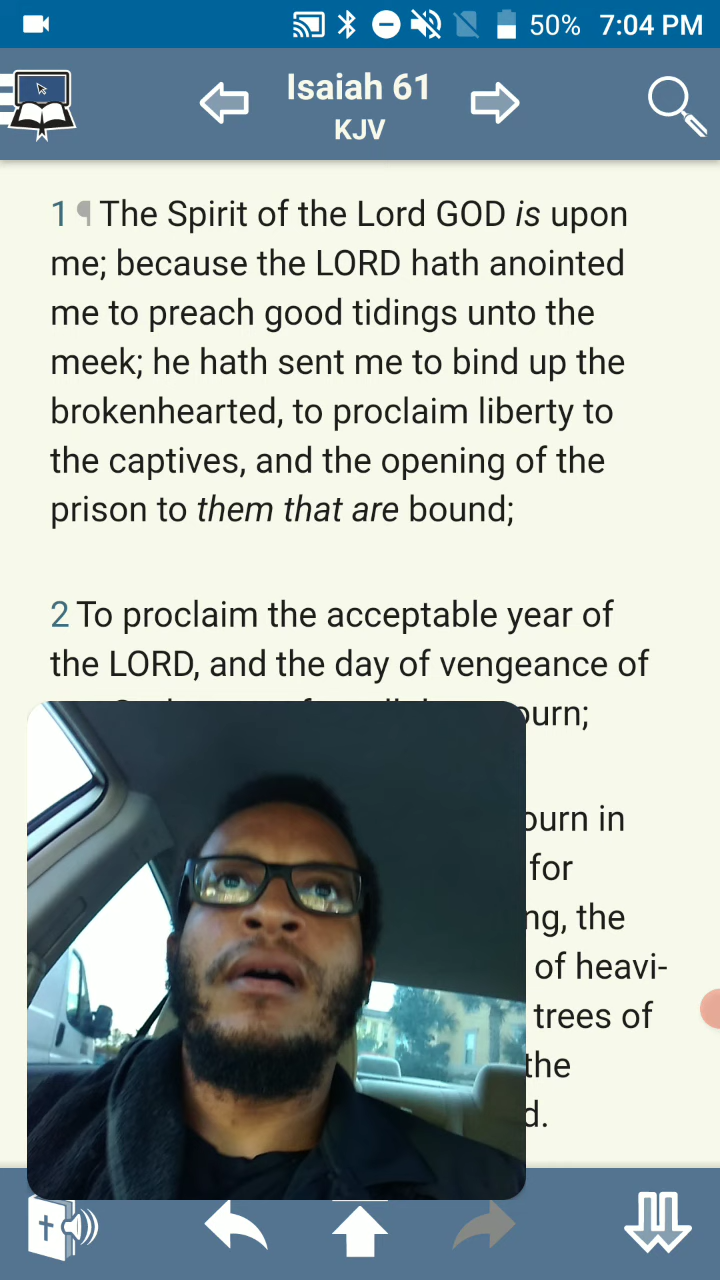 50% 7:04 PM
Isaiah 61
KJV
1 ¶ The Spirit of the Lord GOD is upon
me; because the LORD hath anointed
me to preach good tidings unto the
meek; he hath sent me to bind up the
brokenhearted, to proclaim liberty to
the captives, and the opening of the
prison to them that are bound;
2 To proclaim the acceptable year of
the LORD, and the day of vengeance of
ourn;
ourn in
for
ng, the
of heavi-
trees of
the
d.